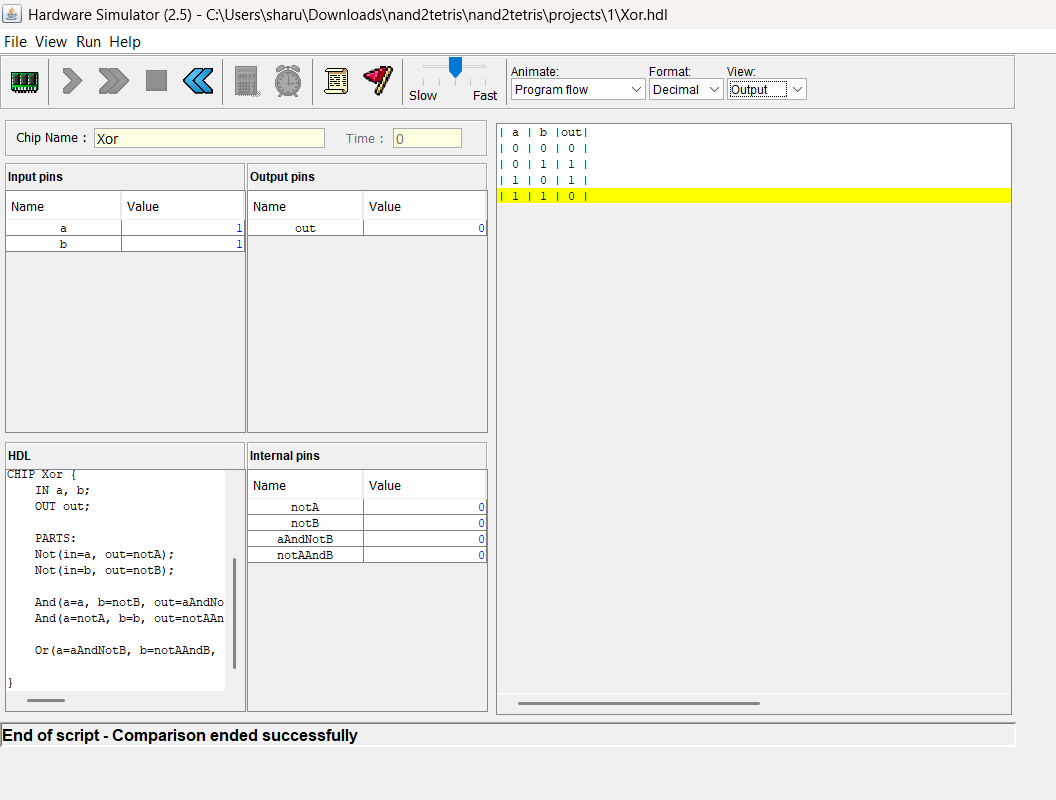 Hardware Simulator (2.5) - C:\Users\sharu\Downloads\nand2tetris\nand2tetris\projects\1\Xor.hdl
File View Run Help
Slow Fast
Animate: Format: View:
Program flow Decimal Output
Chip Name : Xor Time : 0
Input pins
Name Value
a 1
b 1
Output pins
Name Value
out 0
| a | b |out|
| 0 | 0 | 0 |
| 0 | 1 | 1 |
| 1 | 0 | 1 |
| 1 | 1 | 0 |
HDL
CHIP Xor {
IN a, b;
OUT out;
PARTS:
Not(in=a, out=notA);
Not(in=b, out=notB);
And(a=a, b=notB, out=aAndNo
And(a=notA, b=b, out=notAAn
Or(a=aAndNotB, b=notAAndB,
}
Internal pins
Name Value
notA 0
notB 0
aAndNotB 0
notAAndB 0
End of script - Comparison ended successfully